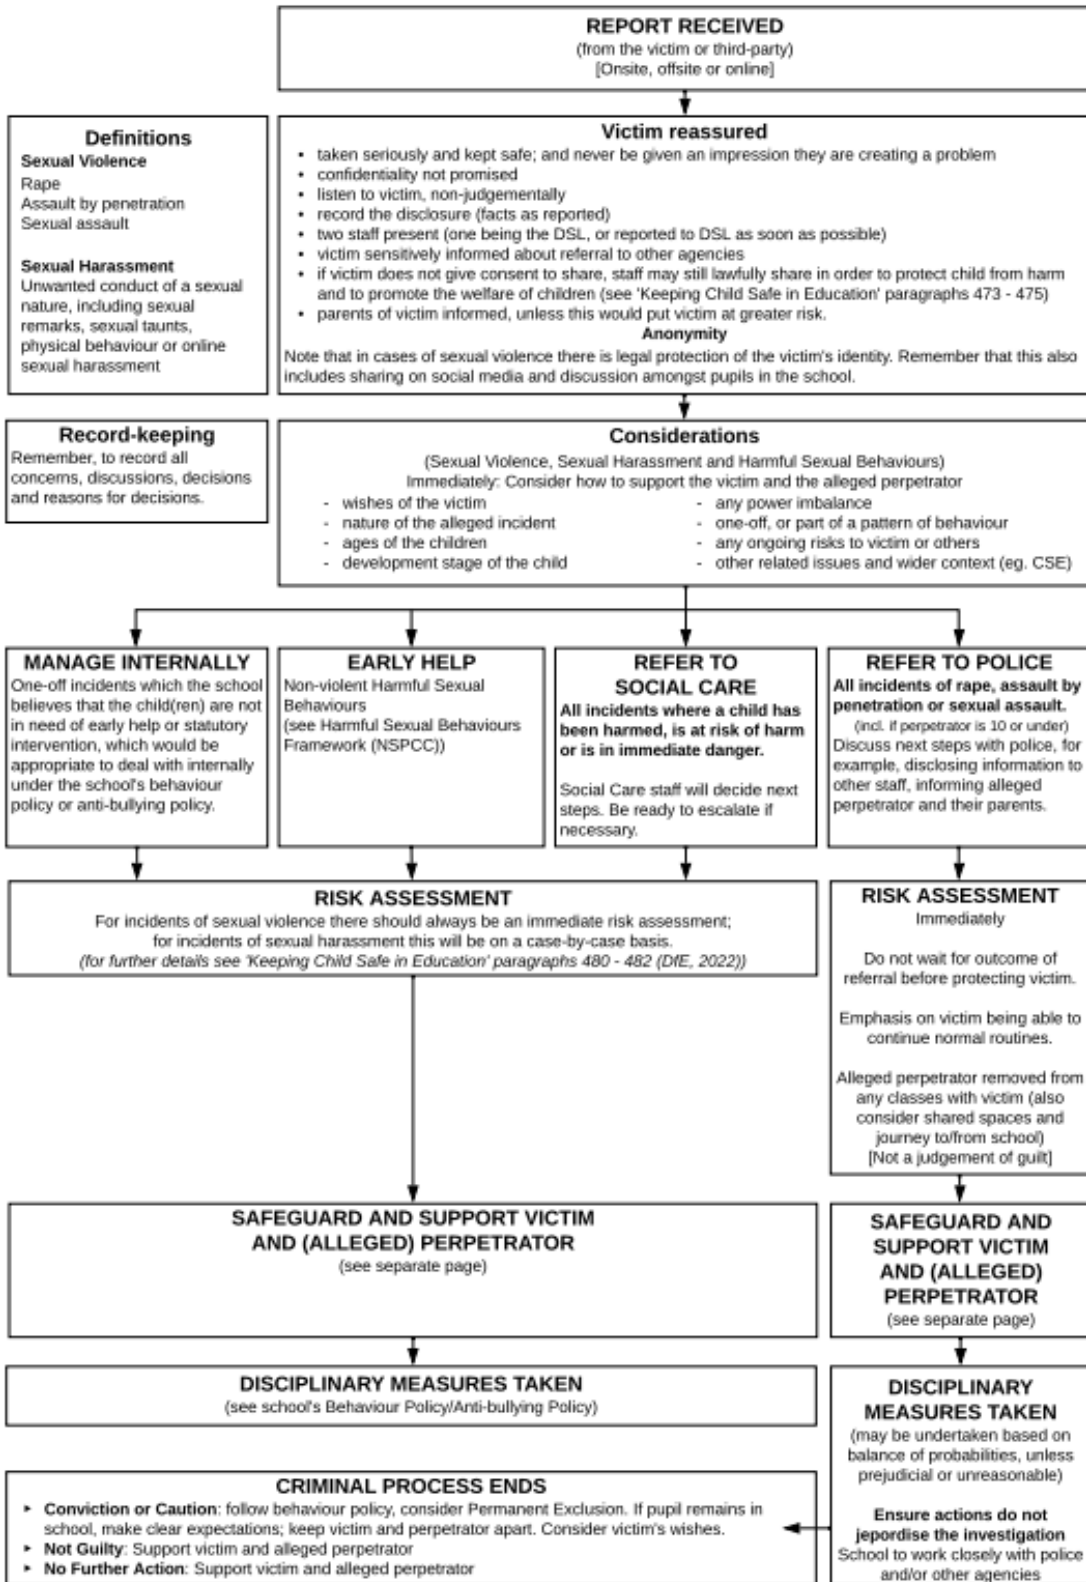 REPORT RECEIVED
(from the victim or third-party)
[Onsite, offsite or online]
Definitions
Sexual Violence
Rape
Assault by penetration
Sexual assault
Sexual Harassment
Unwanted conduct of a sexual
nature, including sexual
remarks, sexual taunts,
physical behaviour or online
sexual harassment
Victim reassured
• taken seriously and kept safe; and never be given an impression they are creating a problem
• confidentiality not promised
• listen to victim, non-judgementally
• record the disclosure (facts as reported)
• two staff present (one being the DSL, or reported to DSL as soon as possible)
• victim sensitively informed about referral to other agencies
• if victim does not give consent to share, staff may still lawfully share in order to protect child from harm
and to promote the welfare of children (see 'Keeping Child Safe in Education' paragraphs 473 - 475)
• parents of victim informed, unless this would put victim at greater risk.
Anonymity
Note that in cases of sexual violence there is legal protection of the victim's identity. Remember that this also
includes sharing on social media and discussion amongst pupils in the school.
Record-keeping
Remember, to record all
concerns, discussions, decisions
and reasons for decisions.
Considerations
(Sexual Violence, Sexual Harassment and Harmful Sexual Behaviours)
Immediately: Consider how to support the victim and the alleged perpetrator
- wishes of the victim
- nature of the alleged incident
- ages of the children
- development stage of the child
- any power imbalance
- one-off, or part of a pattern of behaviour
- any ongoing risks to victim or others
- other related issues and wider context (eg. CSE)
MANAGE INTERNALLY
One-off incidents which the school
believes that the child(ren) are not
in need of early help or statutory
intervention, which would be
appropriate to deal with internally
under the school's behaviour
policy or anti-bullying policy.
EARLY HELP
Non-violent Harmful Sexual
Behaviours
(see Harmful Sexual Behaviours
Framework (NSPCC))
REFER TO
SOCIAL CARE
All incidents where a child has
been harmed, is at risk of harm
or is in immediate danger.
Social Care staff will decide next
steps. Be ready to escalate if
necessary.
REFER TO POLICE
All incidents of rape, assault by
penetration or sexual assault.
(incl. if perpetrator is 10 or under)
Discuss next steps with police, for
example, disclosing information to
other staff, informing alleged
perpetrator and their parents.
RISK ASSESSMENT
For incidents of sexual violence there should always be an immediate risk assessment;
for incidents of sexual harassment this will be on a case-by-case basis.
(for further details see 'Keeping Child Safe in Education' paragraphs 480 - 482 (DfE, 2022))
RISK ASSESSMENT
Immediately
Do not wait for outcome of
referral before protecting victim.
Emphasis on victim being able to
continue normal routines.
Alleged perpetrator removed from
any classes with victim (also
consider shared spaces and
journey to/from school)
[Not a judgement of guilt]
SAFEGUARD AND SUPPORT VICTIM
AND (ALLEGED) PERPETRATOR
(see separate page)
SAFEGUARD AND
SUPPORT VICTIM
AND (ALLEGED)
PERPETRATOR
(see separate page)
DISCIPLINARY MEASURES TAKEN
(see school's Behaviour Policy/Anti-bullying Policy)
DISCIPLINARY
MEASURES TAKEN
(may be undertaken based on
balance of probabilities, unless
prejudicial or unreasonable)
Ensure actions do not
jepordise the investigation
School to work closely with police
and/or other agencies
CRIMINAL PROCESS ENDS
▸ Conviction or Caution: follow behaviour policy, consider Permanent Exclusion. If pupil remains in
school, make clear expectations; keep victim and perpetrator apart. Consider victim's wishes.
▸ Not Guilty: Support victim and alleged perpetrator
▸ No Further Action: Support victim and alleged perpetrator